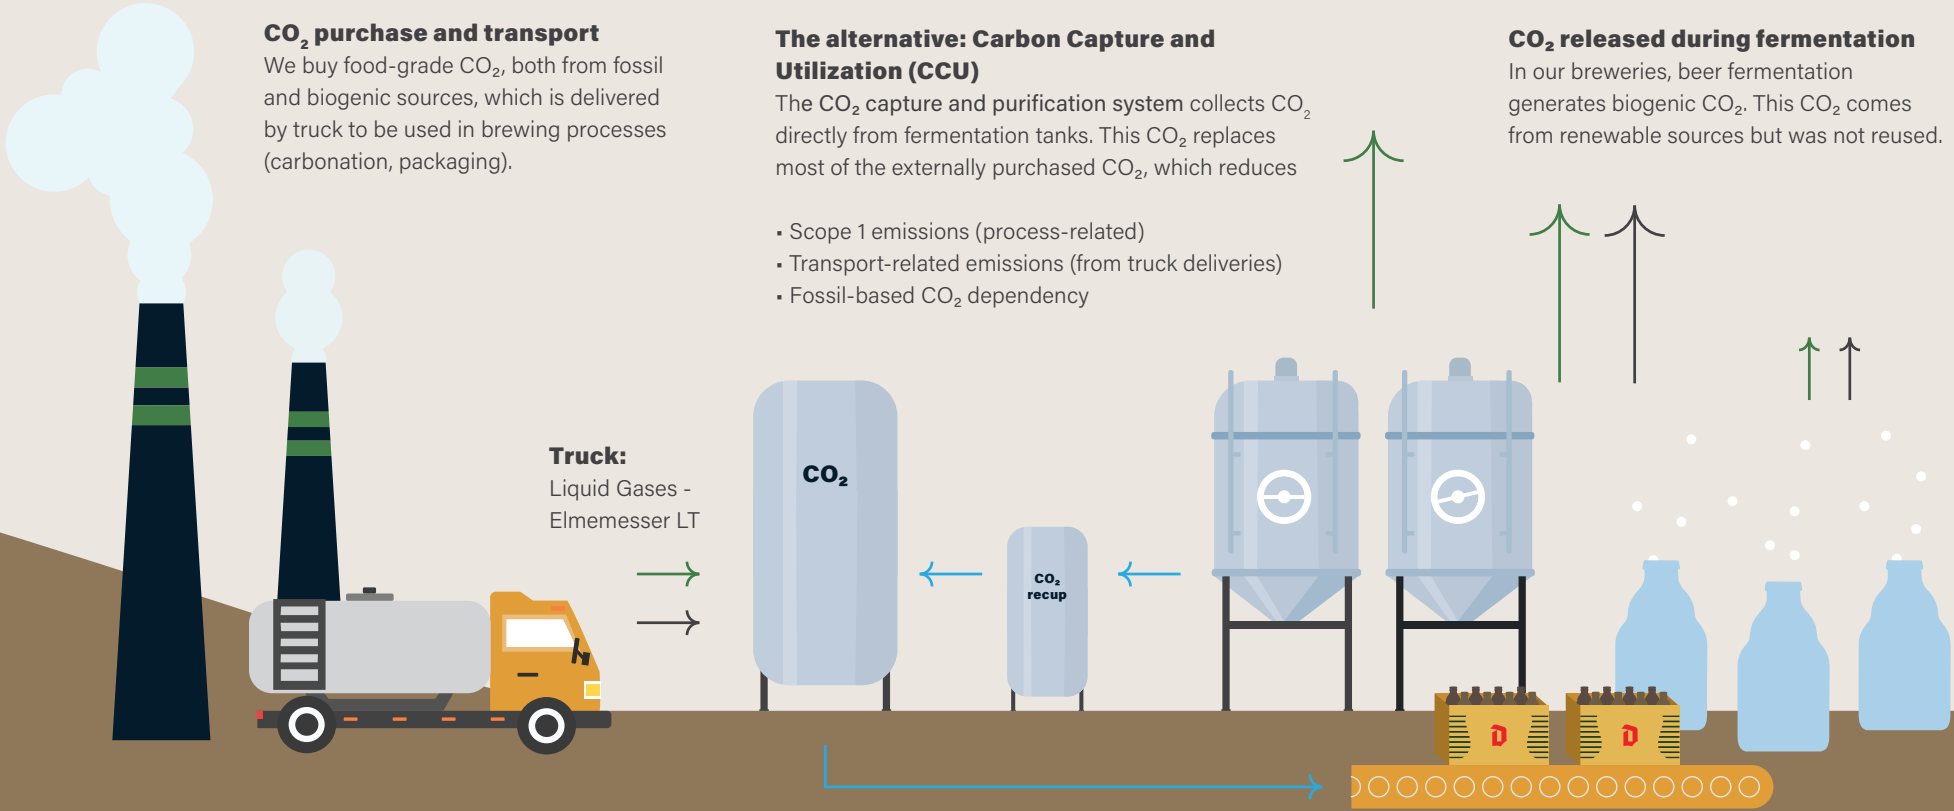 CO₂ purchase and transport
We buy food-grade CO₂, both from fossil
and biogenic sources, which is delivered
by truck to be used in brewing processes
(carbonation, packaging).
The alternative: Carbon Capture and
Utilization (CCU)
The CO₂ capture and purification system collects CO₂
directly from fermentation tanks. This CO₂ replaces
most of the externally purchased CO₂, which reduces
• Scope 1 emissions (process-related)
• Transport-related emissions (from truck deliveries)
• Fossil-based CO₂ dependency
CO₂ released during fermentation
In our breweries, beer fermentation
generates biogenic CO₂. This CO₂ comes
from renewable sources but was not reused.
Truck:
Liquid Gases -
Elmemesser LT
CO₂
CO₂
recup
D
D